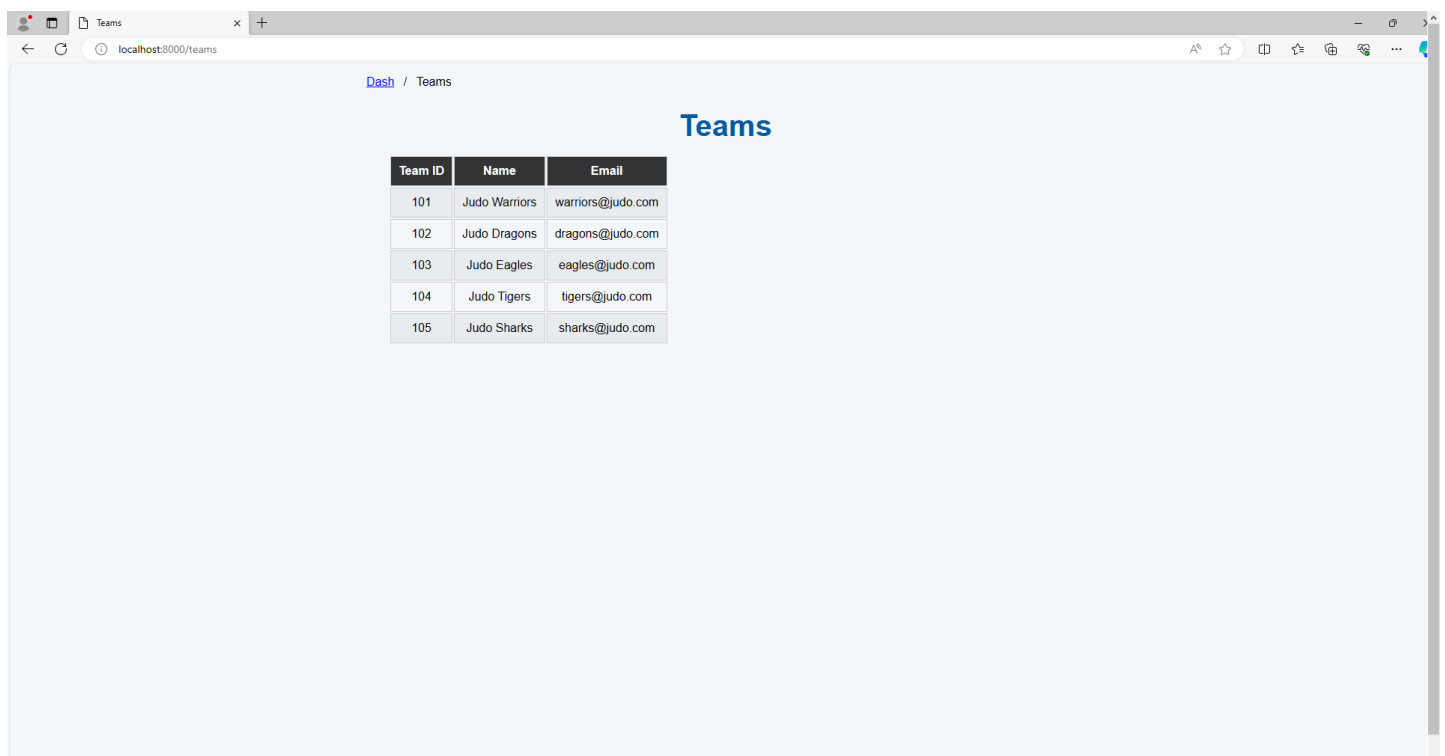 Teams
localhost:8000/teams
Dash / Teams
Teams
Team ID Name Email
101 Judo Warriors warriors@judo.com
102 Judo Dragons dragons@judo.com
103 Judo Eagles eagles@judo.com
104 Judo Tigers tigers@judo.com
105 Judo Sharks sharks@judo.com